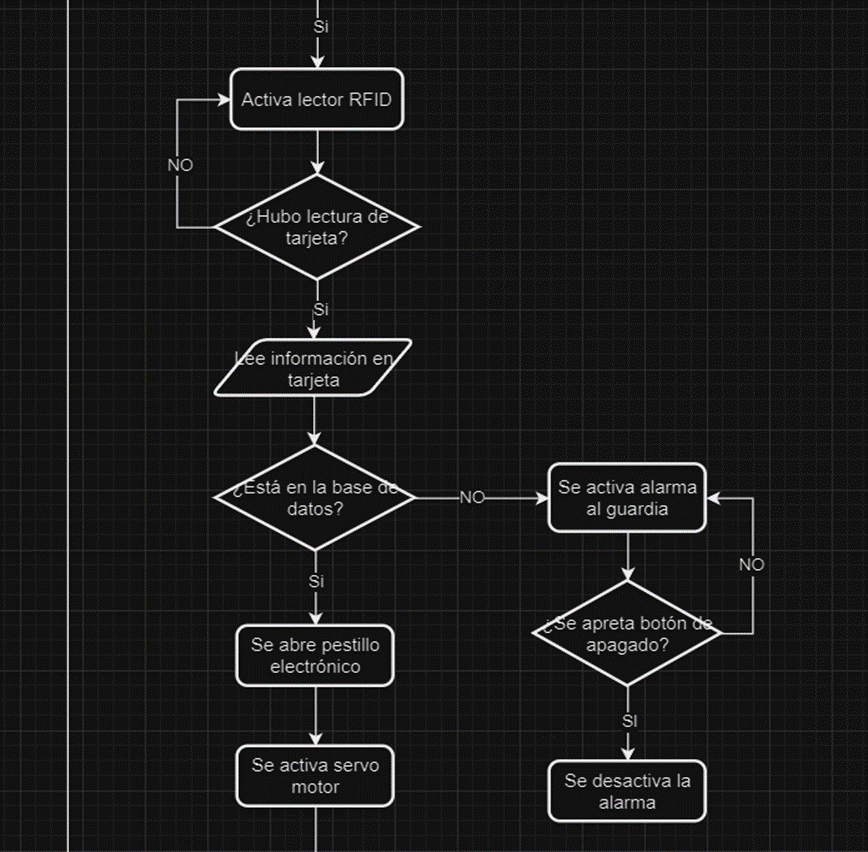 Si
Activa lector RFID
NO
¿Hubo lectura de
tarjeta?
Si
Lee información en
tarjeta
¿Está en la base de
datos?
NO
Se activa alarma
al guardia
NO
Si
¿Se apreta botón de
apagado?
Se abre pestillo
electrónico
SI
Se activa servo
motor
Se desactiva la
alarma